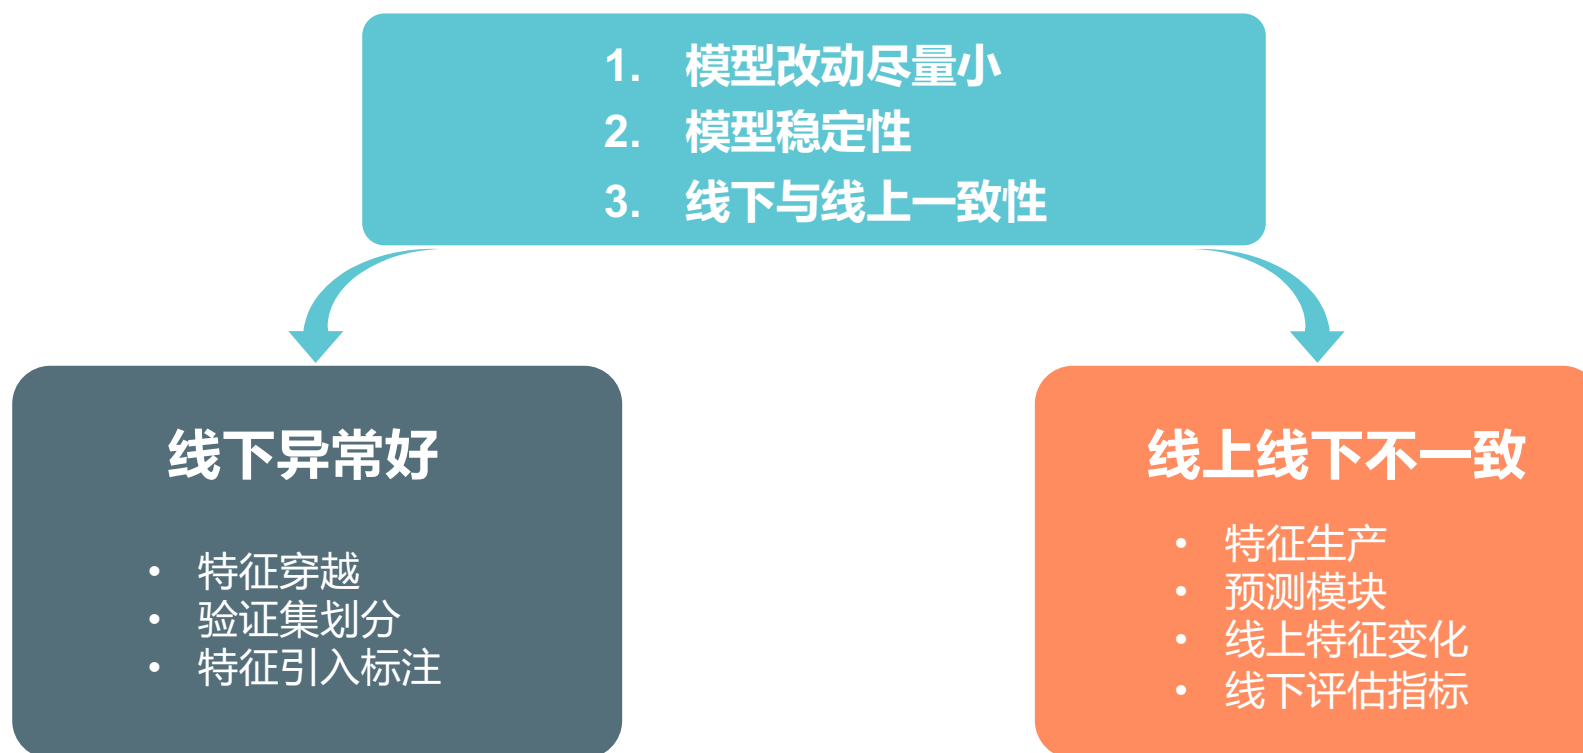 1. 模型改动尽量小
2. 模型稳定性
3. 线下与线上一致性
线下异常好
• 特征穿越
• 验证集划分
• 特征引入标注
线上线下不一致
• 特征生产
• 预测模块
• 线上特征变化
• 线下评估指标